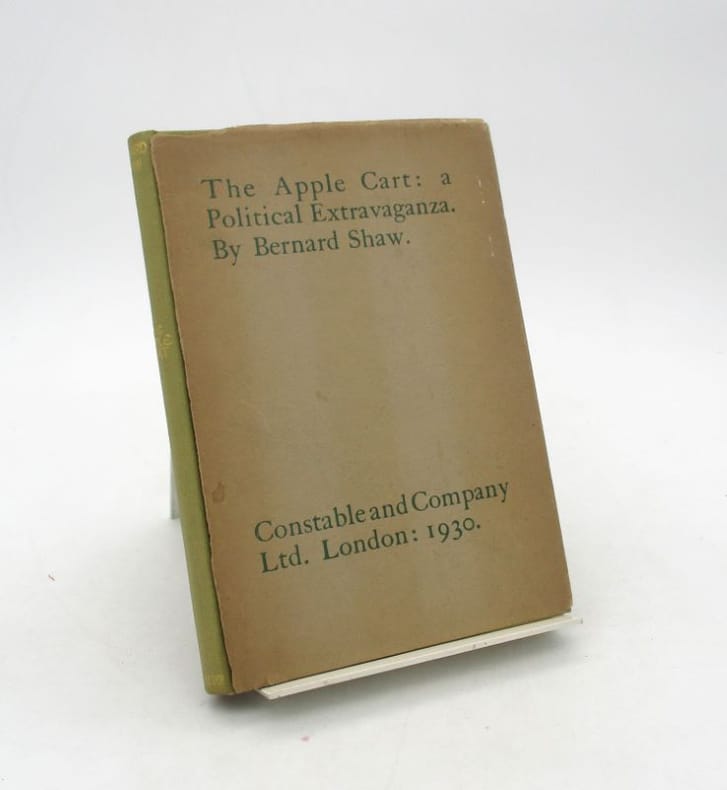 The Apple Cart: a
Political Extravaganza.
By Bernard Shaw.
Constable and Company
Ltd. London: 1930.